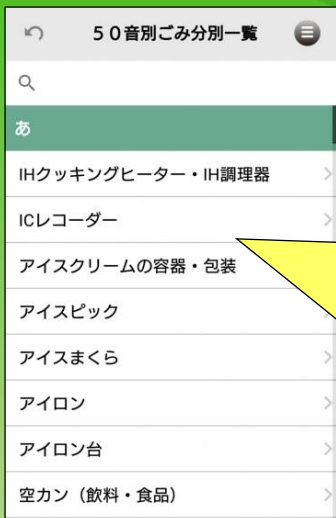 ５０音別ごみ分別一覧
あ
IHクッキングヒーター・IH調理器
ICレコーダー
アイスクリームの容器・包装
アイスピック
アイスまくら
アイロン
アイロン台
空カン（飲料・食品）